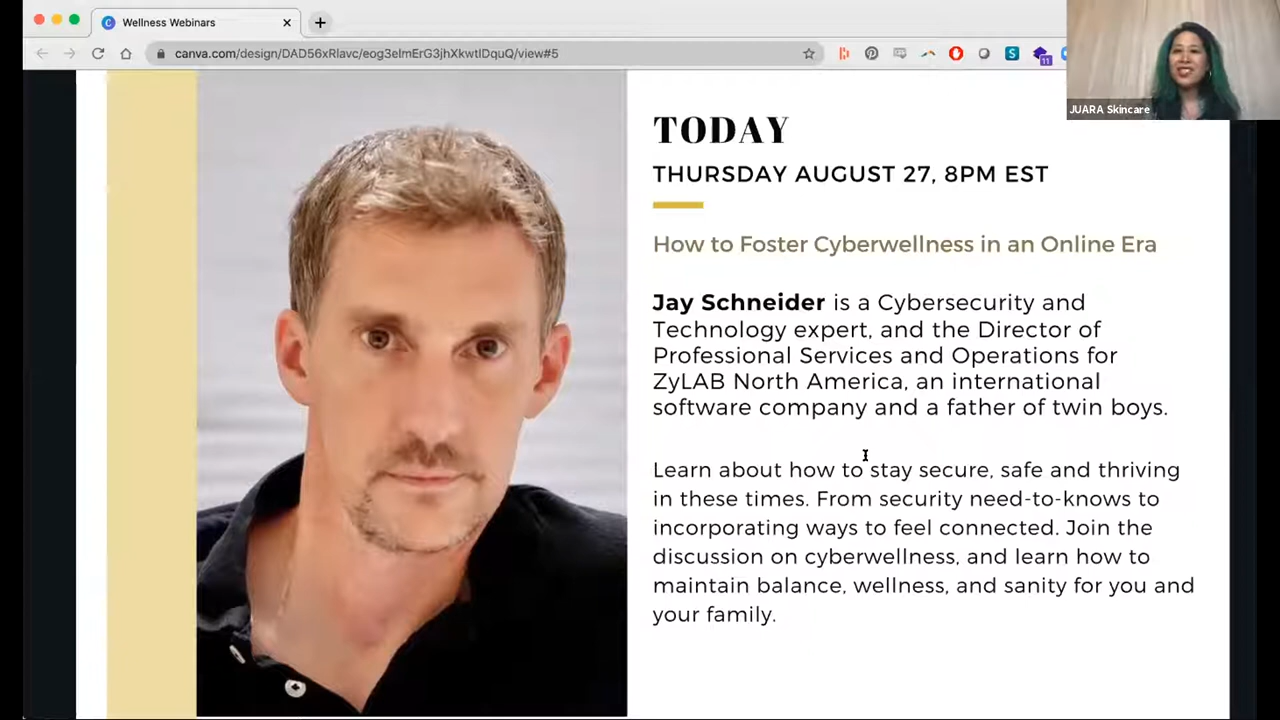 Wellness Webinars
canva.com/design/DAD56xRlavc/eog3elmErG3jhXkwtlDquQ/view#5
11
JUARA Skincare
TODAY
THURSDAY AUGUST 27, 8PM EST
How to Foster Cyberwellness in an Online Era
Jay Schneider is a Cybersecurity and
Technology expert, and the Director of
Professional Services and Operations for
ZyLAB North America, an international
software company and a father of twin boys.
Learn about how to stay secure, safe and thriving
in these times. From security need-to-knows to
incorporating ways to feel connected. Join the
discussion on cyberwellness, and learn how to
maintain balance, wellness, and sanity for you and
your family.